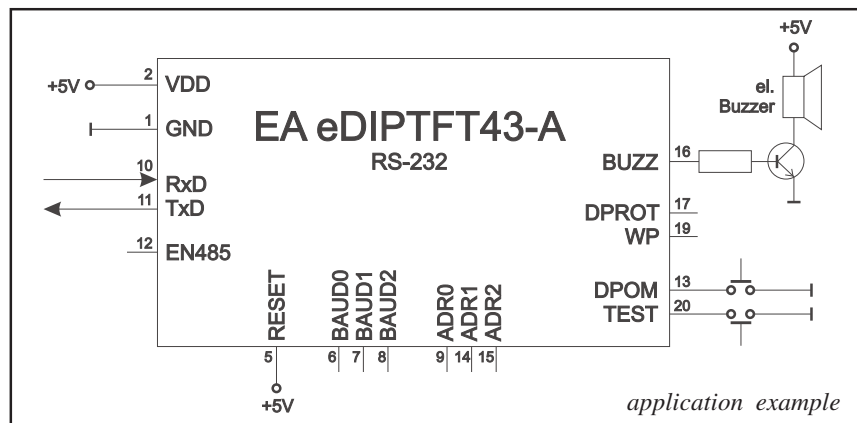 +5V
el.
Buzzer
+5V
2
VDD
1
GND
EA eDIPTFT43-A
RS-232
10
RxD
11
TxD
12
EN485
BUZZ
16
DPROT
17
WP
19
DPOM
13
TEST
20
RESET
BAUD0
BAUD1
BAUD2
ADR0
ADR1
ADR2
5
6
7
8
9
14
15
+5V
application example